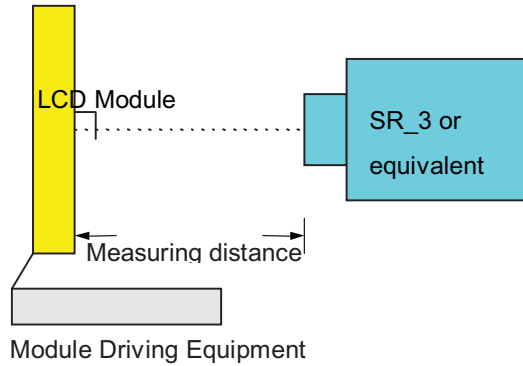 LCD Module
SR_3 or
equivalent
Measuring distance
Module Driving Equipment